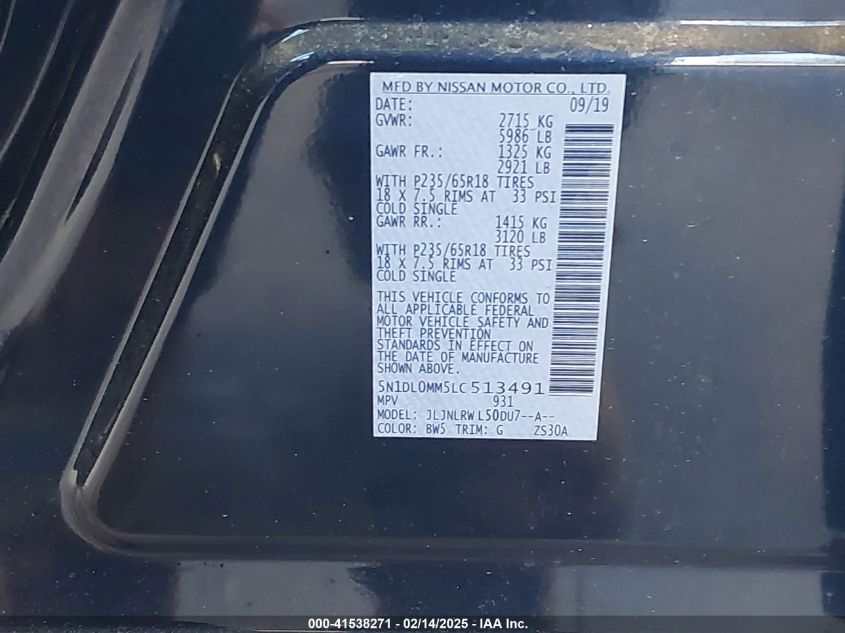 MFD BY NISSAN MOTOR CO., LTD.
DATE: 09/19
GVWR: 2715 KG
5986 LB
GAWR FR.: 1325 KG
2921 LB
WITH P235/65R18 TIRES
18 X 7.5 RIMS AT 33 PSI
COLD SINGLE
GAWR RR.: 1415 KG
3120 LB
WITH P235/65R18 TIRES
18 X 7.5 RIMS AT 33 PSI
COLD SINGLE
THIS VEHICLE CONFORMS TO
ALL APPLICABLE FEDERAL
MOTOR VEHICLE SAFETY AND
THEFT PREVENTION
STANDARDS IN EFFECT ON
THE DATE OF MANUFACTURE
SHOWN ABOVE.
5N1DL0MM5LC513491
MPV 931
MODEL: JLJNLRWL50DU7--A--
COLOR: BW5 TRIM: G ZS30A
000-41538271 - 02/14/2025 - IAA Inc.